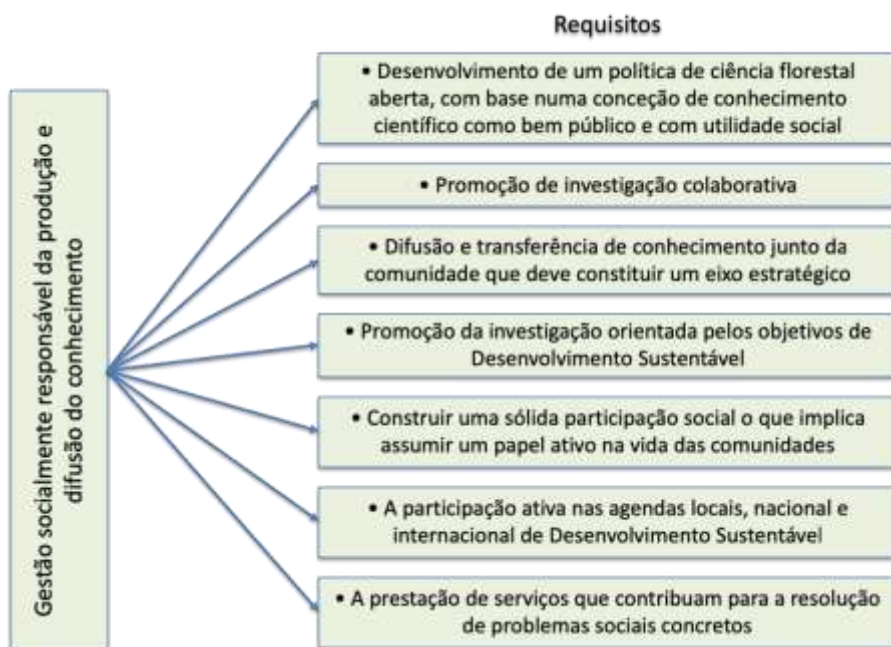 Requisitos
Gestão socialmente responsável da produção e
difusão do conhecimento
• Desenvolvimento de um política de ciência florestal
aberta, com base numa conceção de conhecimento
científico como bem público e com utilidade social
• Promoção de investigação colaborativa
• Difusão e transferência de conhecimento junto da
comunidade que deve constituir um eixo estratégico
• Promoção da investigação orientada pelos objetivos de
Desenvolvimento Sustentável
• Construir uma sólida participação social o que implica
assumir um papel ativo na vida das comunidades
• A participação ativa nas agendas locais, nacional e
internacional de Desenvolvimento Sustentável
• A prestação de serviços que contribuam para a resolução
de problemas sociais concretos